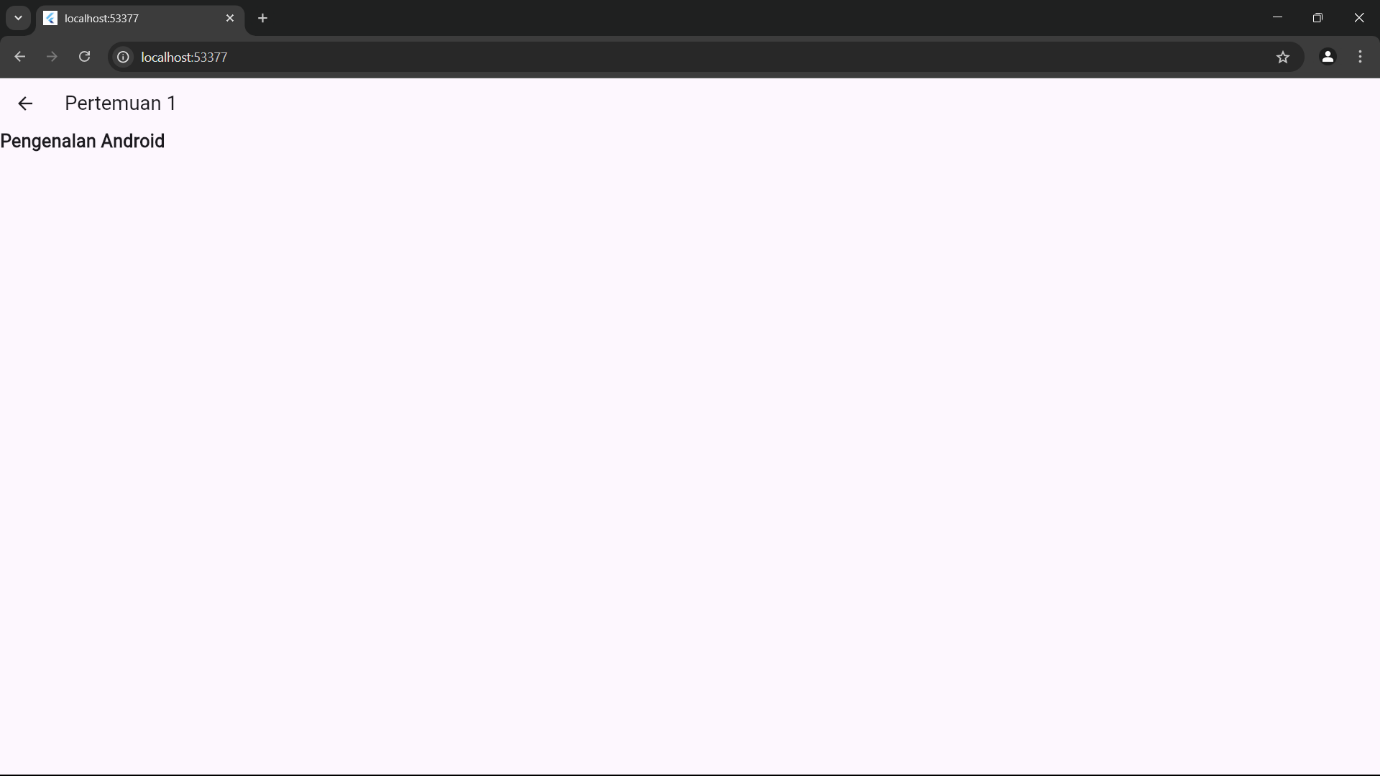 localhost:53377
localhost:53377
Pertemuan 1
Pengenalan Android